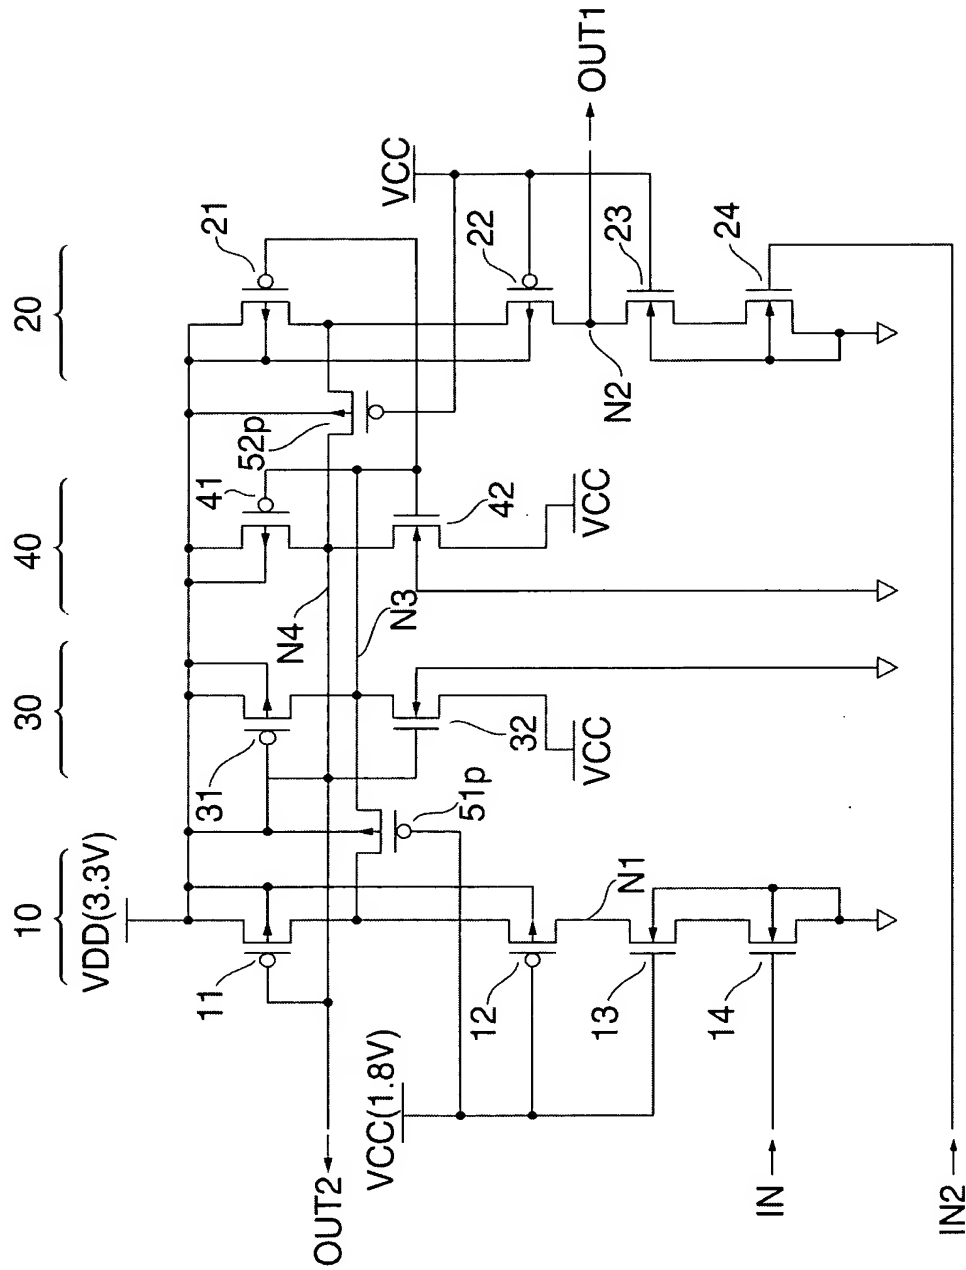 10
30
40
20
VDD(3.3V)
11
31
41
21
N4
N3
52p
VCC
OUT2
51p
32
42
22
VCC(1.8V)
VCC
VCC
12
N1
N2
OUT1
13
23
14
24
IN
IN2